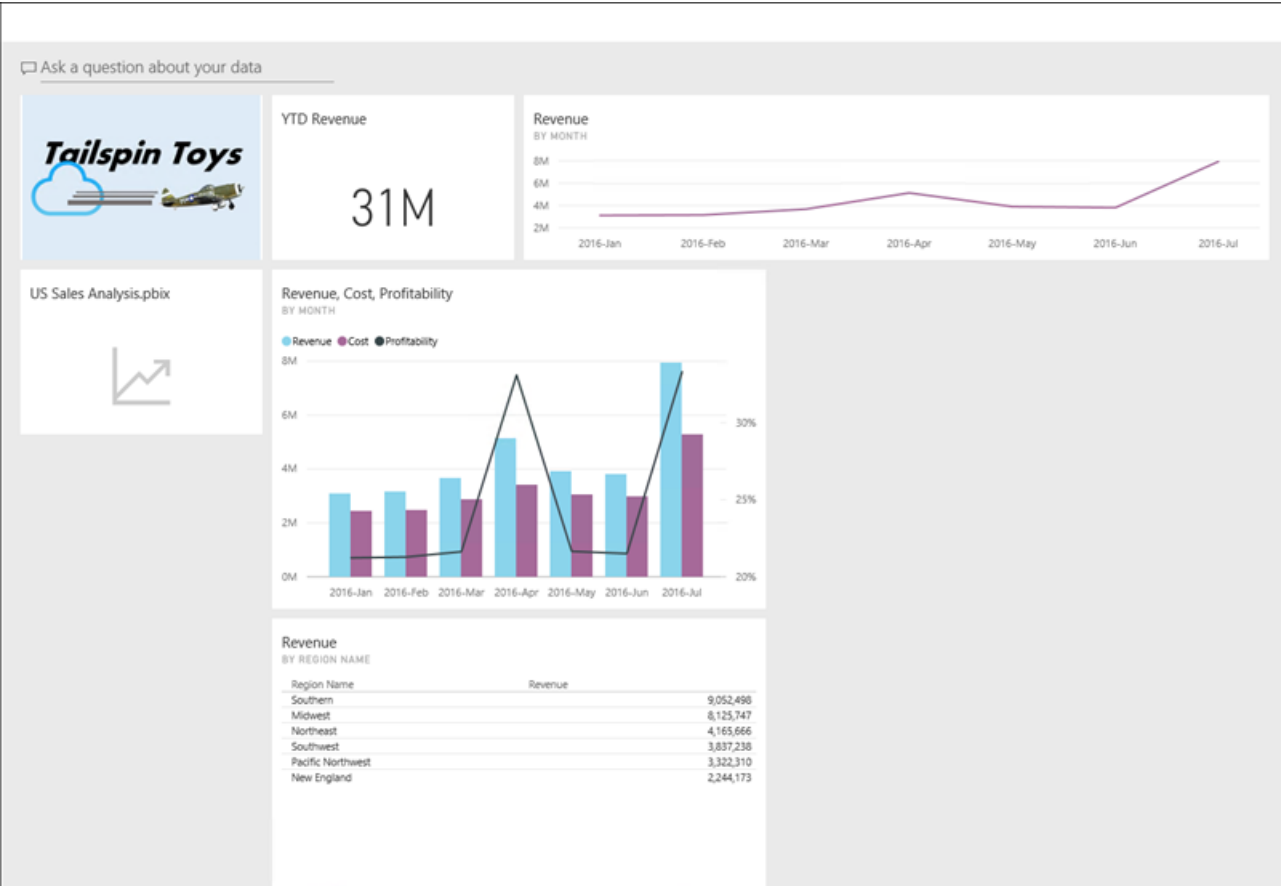 Ask a question about your data
Tailspin Toys
YTD Revenue
31M
Revenue
BY MONTH
8M
6M
4M
2M
2016-Jan 2016-Feb 2016-Mar 2016-Apr 2016-May 2016-Jun 2016-Jul
US Sales Analysis.pbix
Revenue, Cost, Profitability
BY MONTH
Revenue Cost Profitability
8M
6M
30%
4M
25%
2M
0M 20%
2016-Jan 2016-Feb 2016-Mar 2016-Apr 2016-May 2016-Jun 2016-Jul
Revenue
BY REGION NAME
Region Name Revenue
Southern 9,052,498
Midwest 8,125,747
Northeast 4,165,666
Southwest 3,837,238
Pacific Northwest 3,322,310
New England 2,244,173